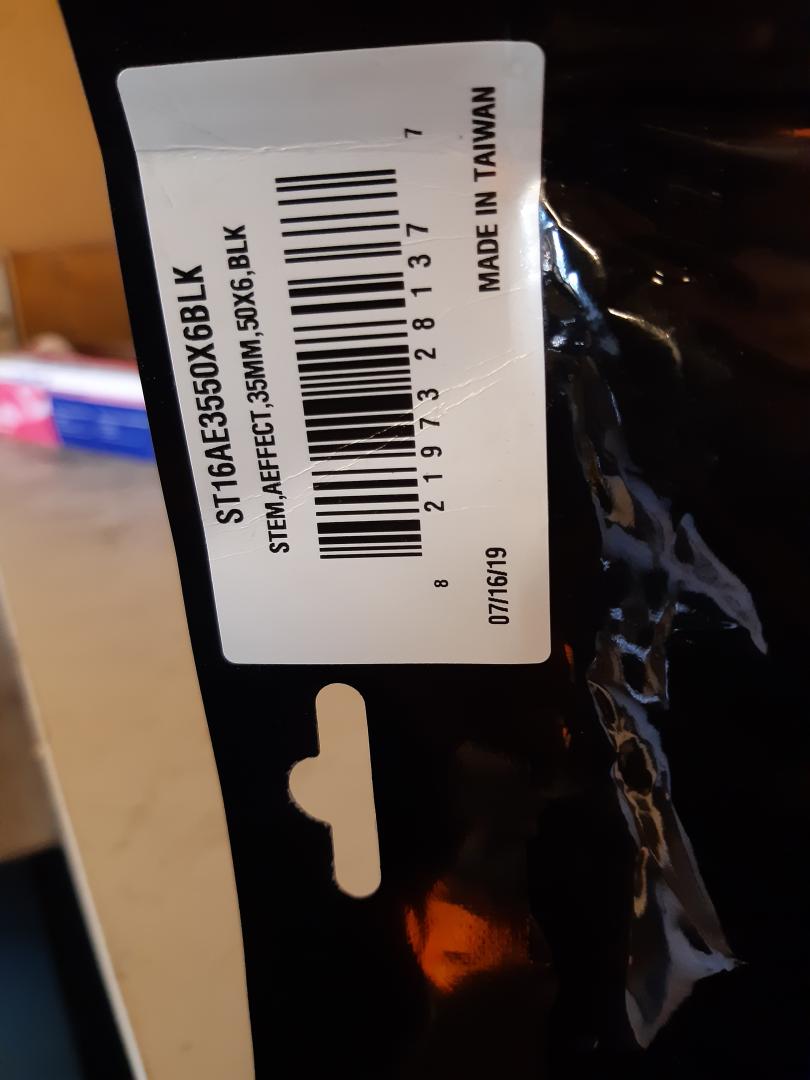 ST16AE3550X6BLK
STEM,AEFFECT,35MM,50X6,BLK
8 21973 28137 7
07/16/19 MADE IN TAIWAN